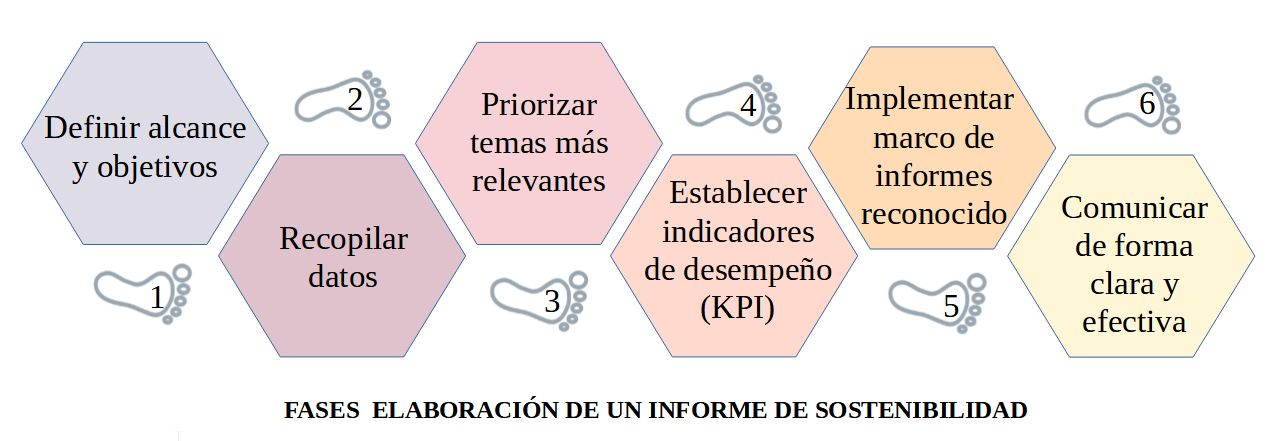 1
Definir alcance
y objetivos
2
Recopilar
datos
3
Priorizar
temas más
relevantes
4
Establecer
indicadores
de desempeño
(KPI)
5
Implementar
marco de
informes
reconocido
6
Comunicar
de forma
clara y
efectiva
FASES  ELABORACIÓN DE UN INFORME DE SOSTENIBILIDAD